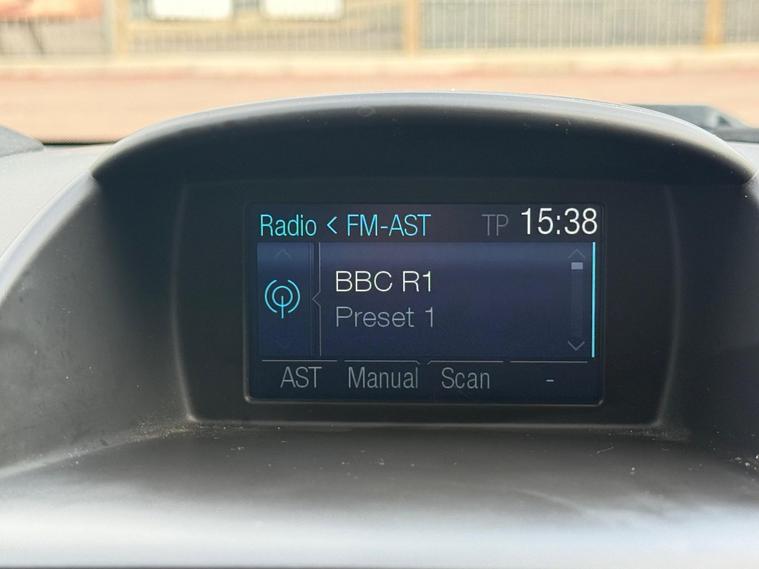 Radio < FM-AST TP 15:38
BBC R1
Preset 1
AST Manual Scan -